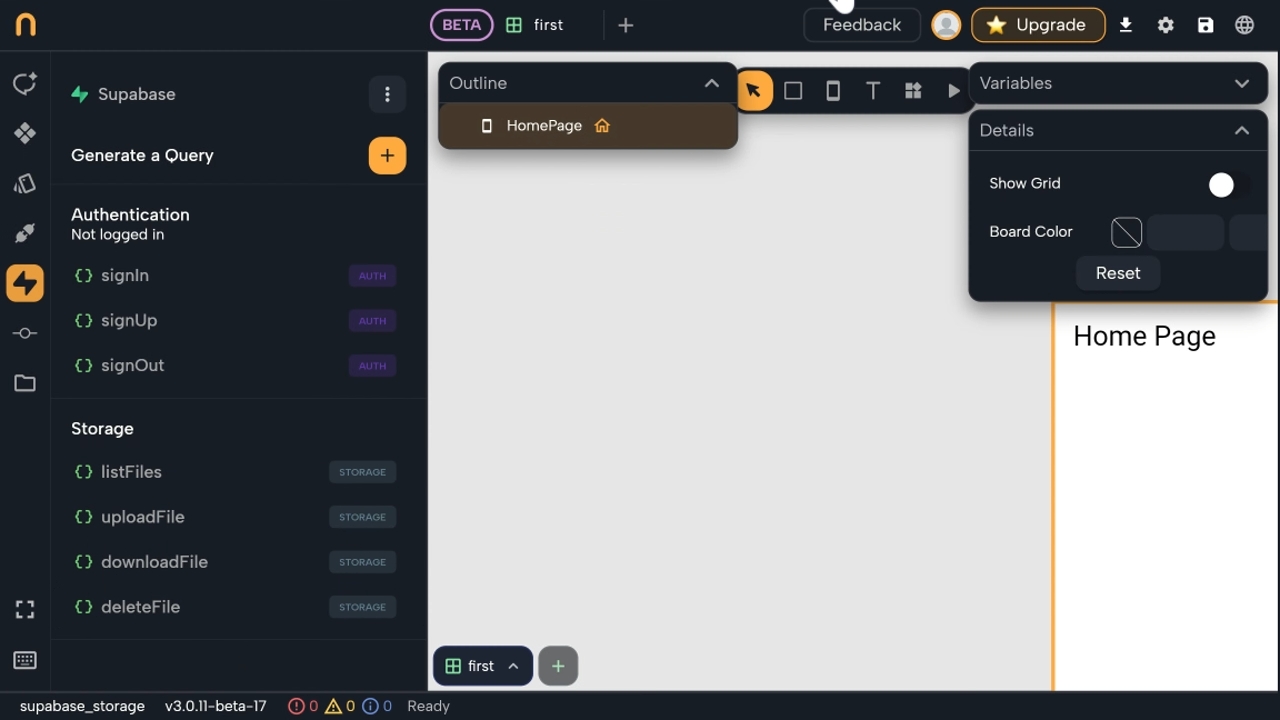 BETA
first
Feedback
Upgrade
Supabase
Generate a Query
Authentication
Not logged in
signIn AUTH
signUp AUTH
signOut AUTH
Storage
listFiles STORAGE
uploadFile STORAGE
downloadFile STORAGE
deleteFile STORAGE
Outline
HomePage
Variables
Details
Show Grid
Board Color
Reset
Home Page
first
supabase_storage v3.0.11-beta-17 0 0 0 Ready